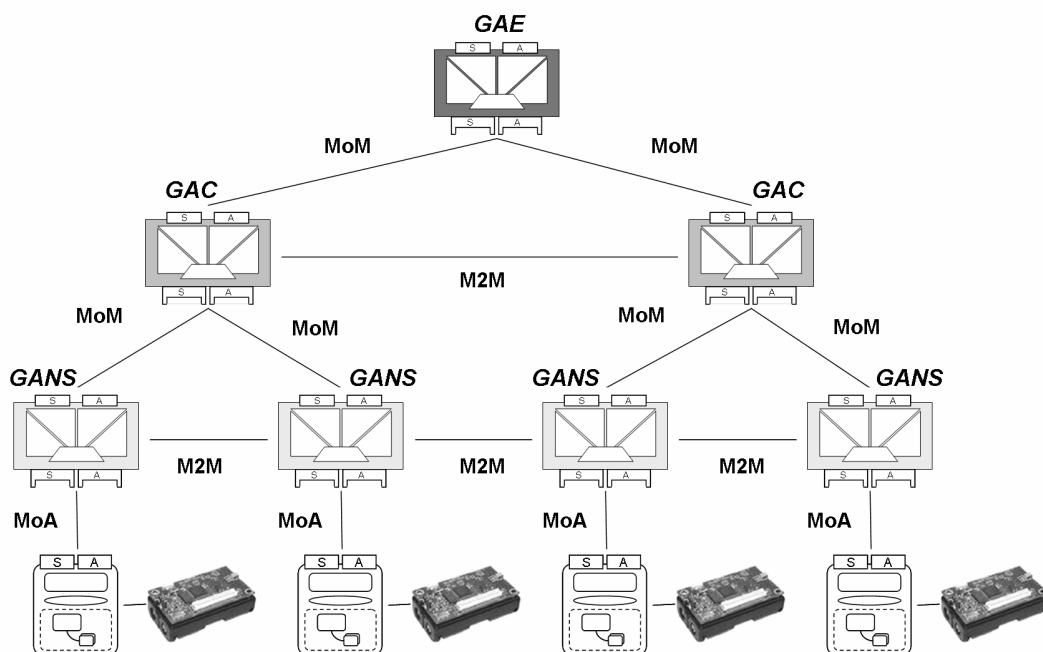 GAE
S A
S A
MoM MoM
GAC GAC
S A S A
M2M
S A S A
MoM MoM MoM MoM
GANS GANS GANS GANS
S A S A S A S A
M2M M2M M2M
S A S A S A S A
MoA MoA MoA MoA
S A S A S A S A